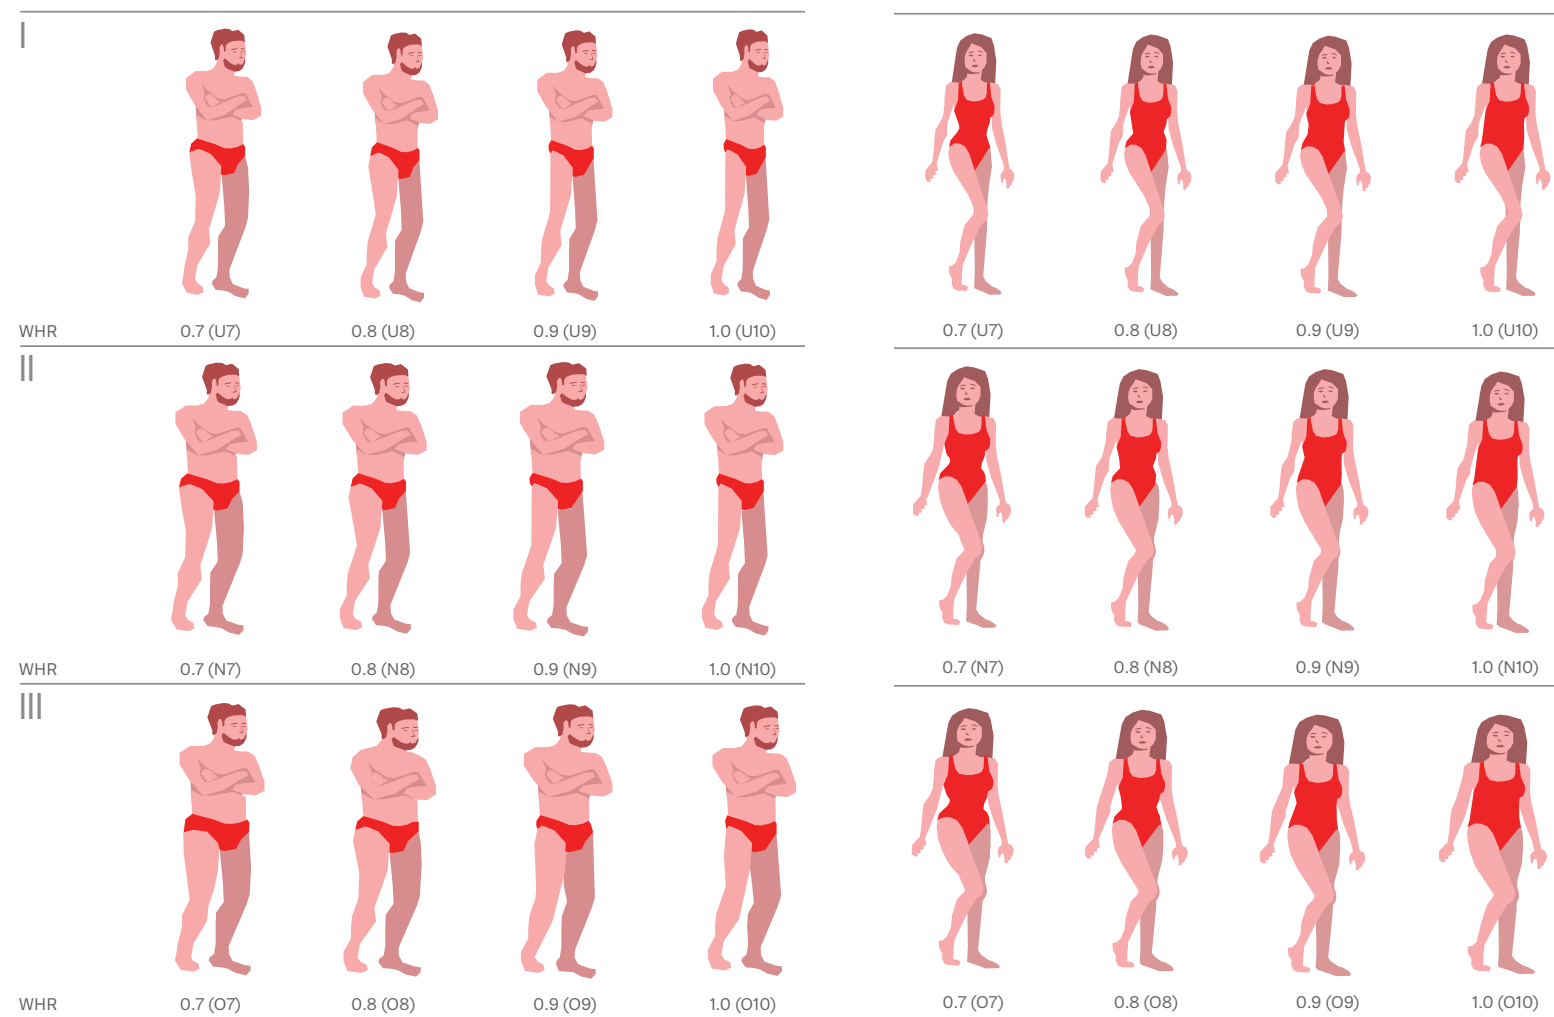 I
WHR 0.7 (U7) 0.8 (U8) 0.9 (U9) 1.0 (U10) 0.7 (U7) 0.8 (U8) 0.9 (U9) 1.0 (U10)
II
WHR 0.7 (N7) 0.8 (N8) 0.9 (N9) 1.0 (N10) 0.7 (N7) 0.8 (N8) 0.9 (N9) 1.0 (N10)
III
WHR 0.7 (O7) 0.8 (O8) 0.9 (O9) 1.0 (O10) 0.7 (O7) 0.8 (O8) 0.9 (O9) 1.0 (O10)